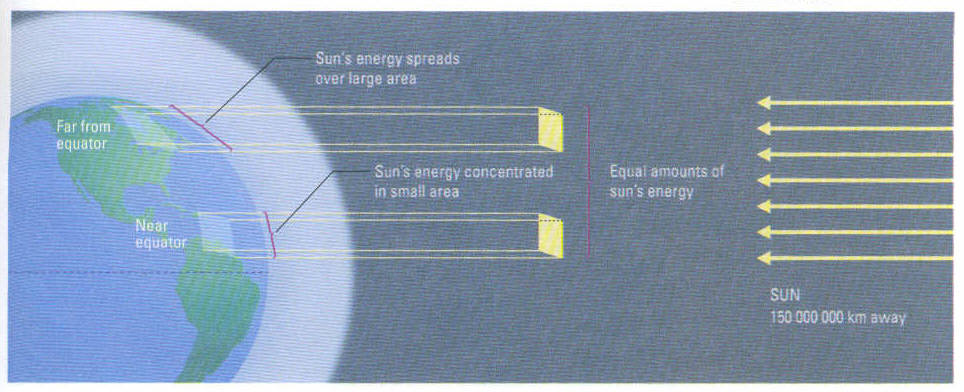 Sun's energy spreads
over large area
Far from
equator
Sun's energy concentrated
in small area
Equal amounts of
sun's energy
Near
equator
SUN
150 000 000 km away